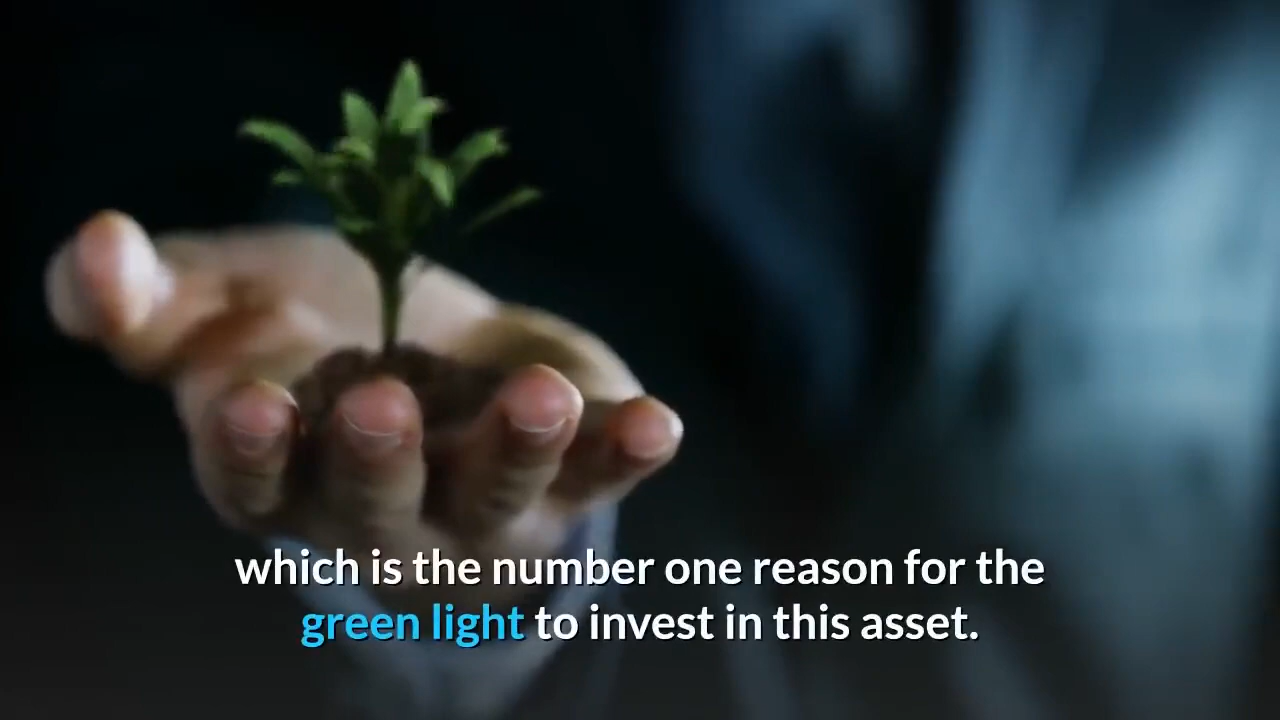 which is the number one reason for the
green light to invest in this asset.